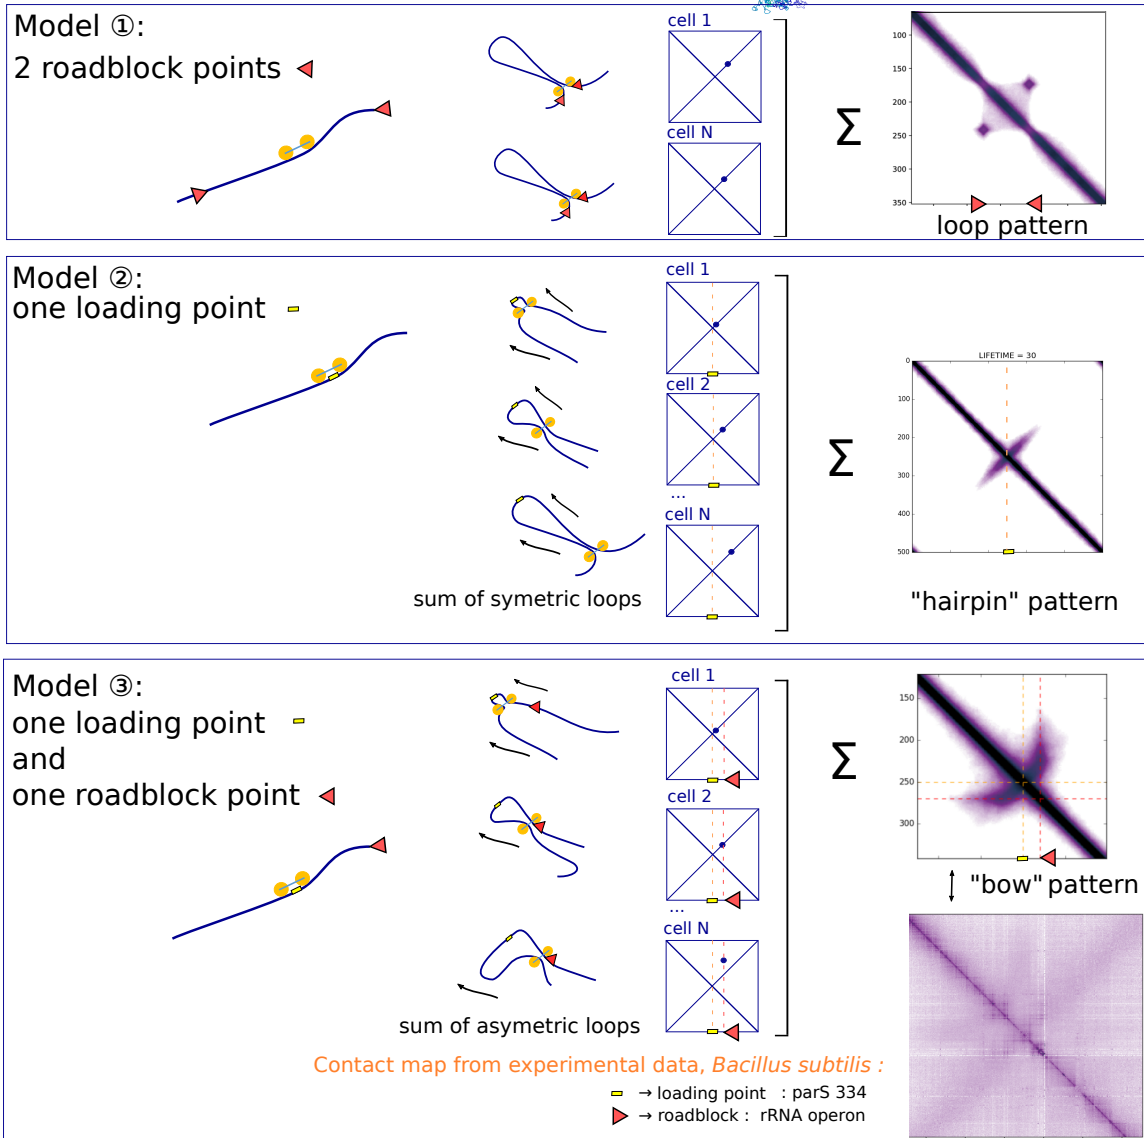 Model ①:
2 roadblock points
cell 1
cell N
Σ
100
150
200
250
300
350
loop pattern
Model ②:
one loading point
cell 1
cell 2
...
cell N
sum of symetric loops
Σ
LIFETIME = 30
0
100
200
300
400
500
"hairpin" pattern
Model ③:
one loading point
and
one roadblock point
cell 1
cell 2
...
cell N
sum of asymetric loops
Σ
150
200
250
300
"bow" pattern
Contact map from experimental data, Bacillus subtilis :
→ loading point : parS 334
→ roadblock : rRNA operon